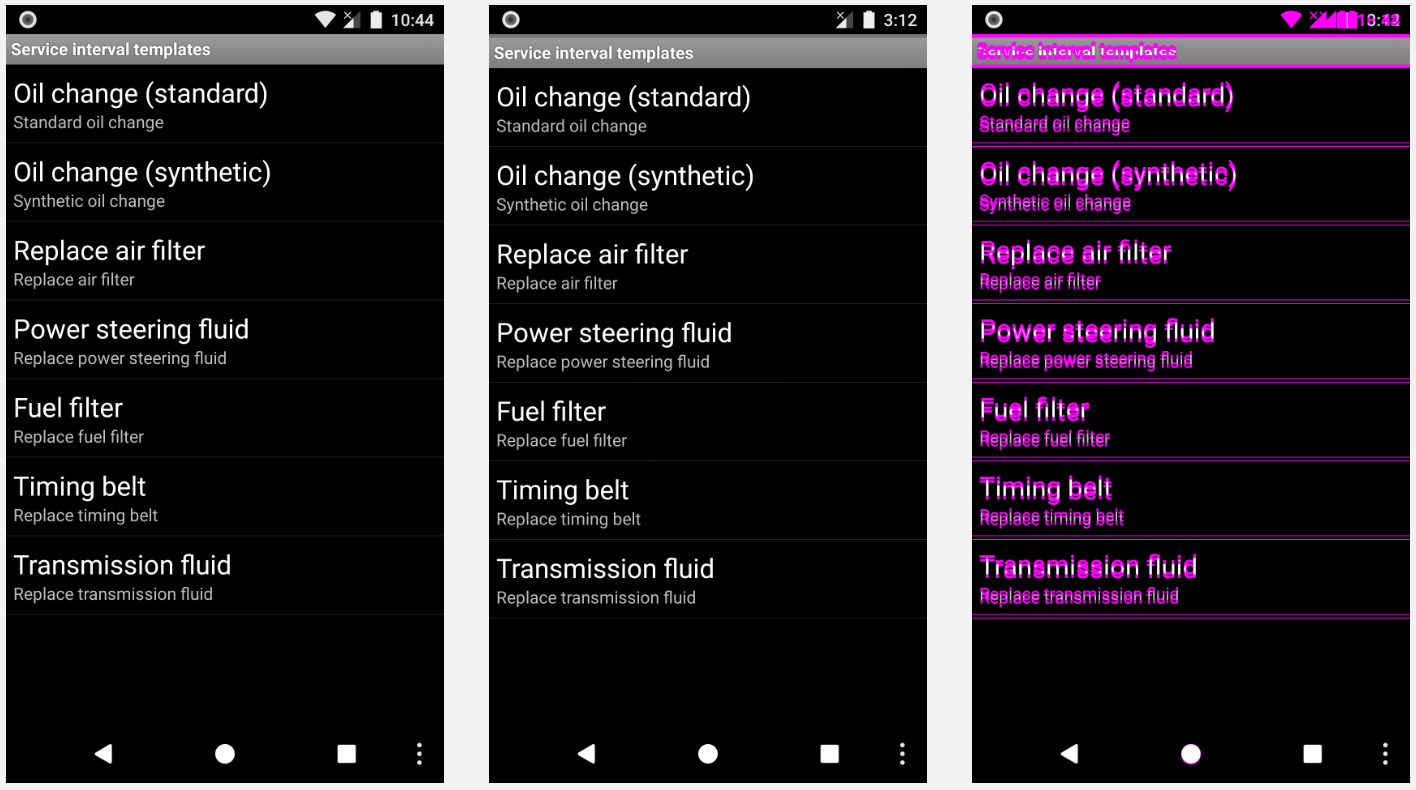 10:44
Service interval templates
Oil change (standard)
Standard oil change
Oil change (synthetic)
Synthetic oil change
Replace air filter
Replace air filter
Power steering fluid
Replace power steering fluid
Fuel filter
Replace fuel filter
Timing belt
Replace timing belt
Transmission fluid
Replace transmission fluid
3:12
Service interval templates
Oil change (standard)
Standard oil change
Oil change (synthetic)
Synthetic oil change
Replace air filter
Replace air filter
Power steering fluid
Replace power steering fluid
Fuel filter
Replace fuel filter
Timing belt
Replace timing belt
Transmission fluid
Replace transmission fluid
Service interval templates
Oil change (standard)
Standard oil change
Oil change (synthetic)
Synthetic oil change
Replace air filter
Replace air filter
Power steering fluid
Replace power steering fluid
Fuel filter
Replace fuel filter
Timing belt
Replace timing belt
Transmission fluid
Replace transmission fluid